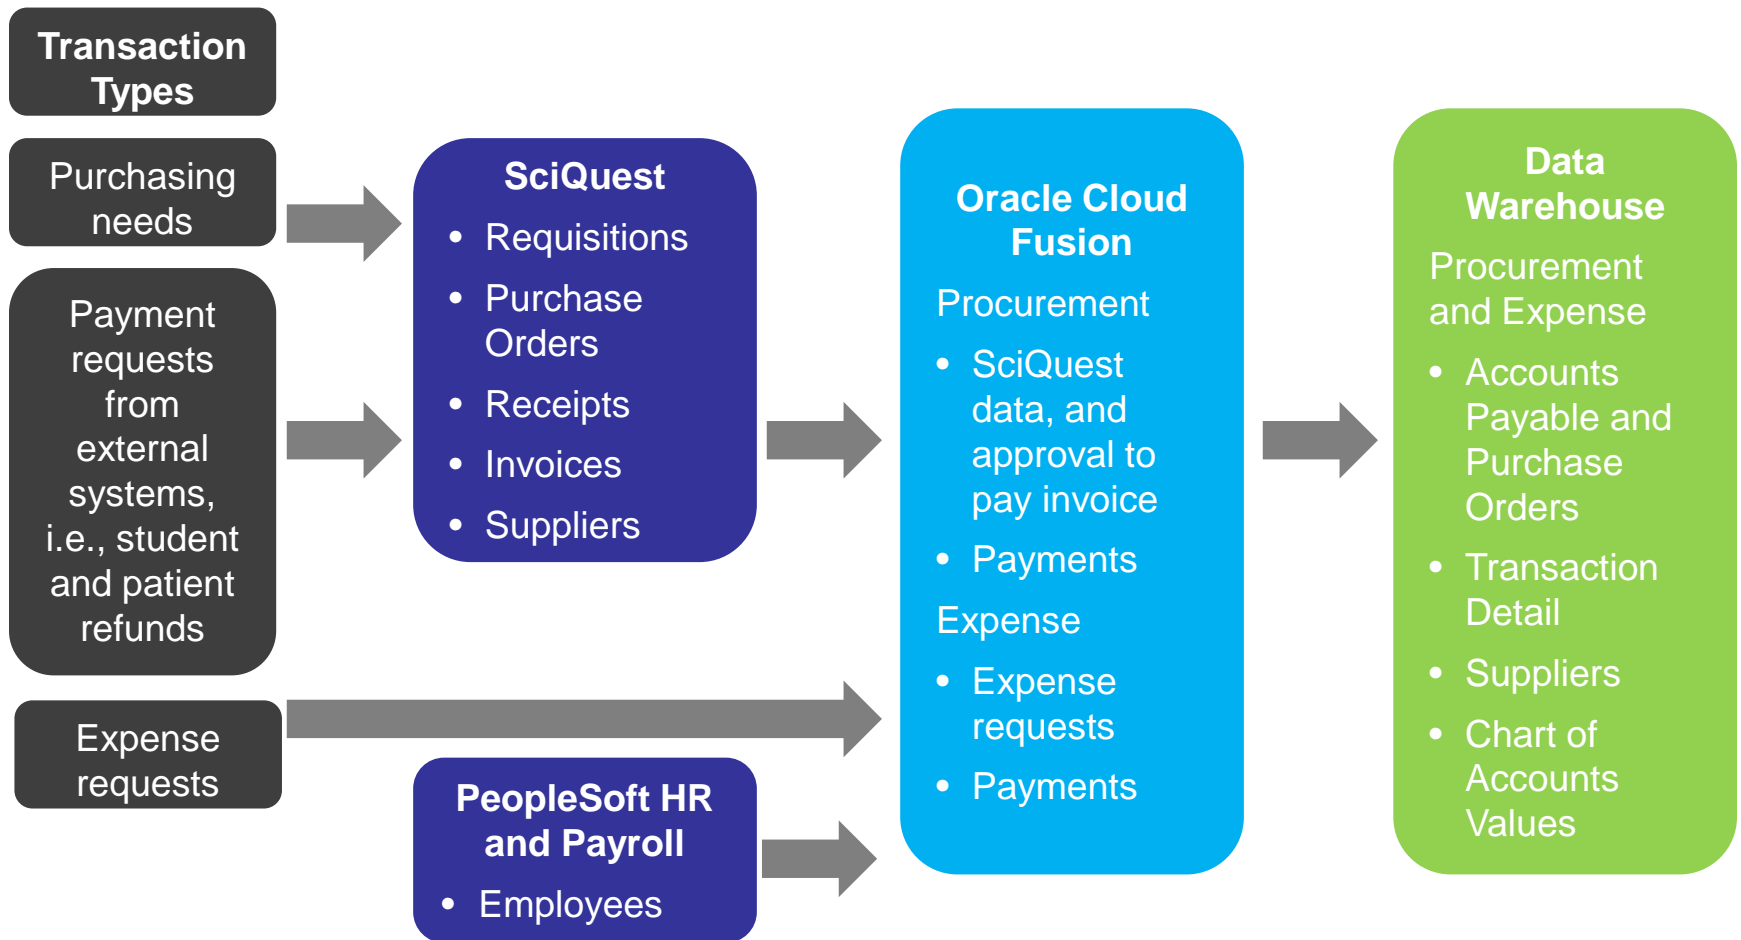 Transaction
Types
Purchasing
needs
Payment
requests
from
external
systems,
i.e., student
and patient
refunds
Expense
requests
SciQuest
• Requisitions
• Purchase
Orders
• Receipts
• Invoices
• Suppliers
PeopleSoft HR
and Payroll
• Employees
Oracle Cloud
Fusion
Procurement
• SciQuest
data, and
approval to
pay invoice
• Payments
Expense
• Expense
requests
• Payments
Data
Warehouse
Procurement
and Expense
• Accounts
Payable and
Purchase
Orders
• Transaction
Detail
• Suppliers
• Chart of
Accounts
Values